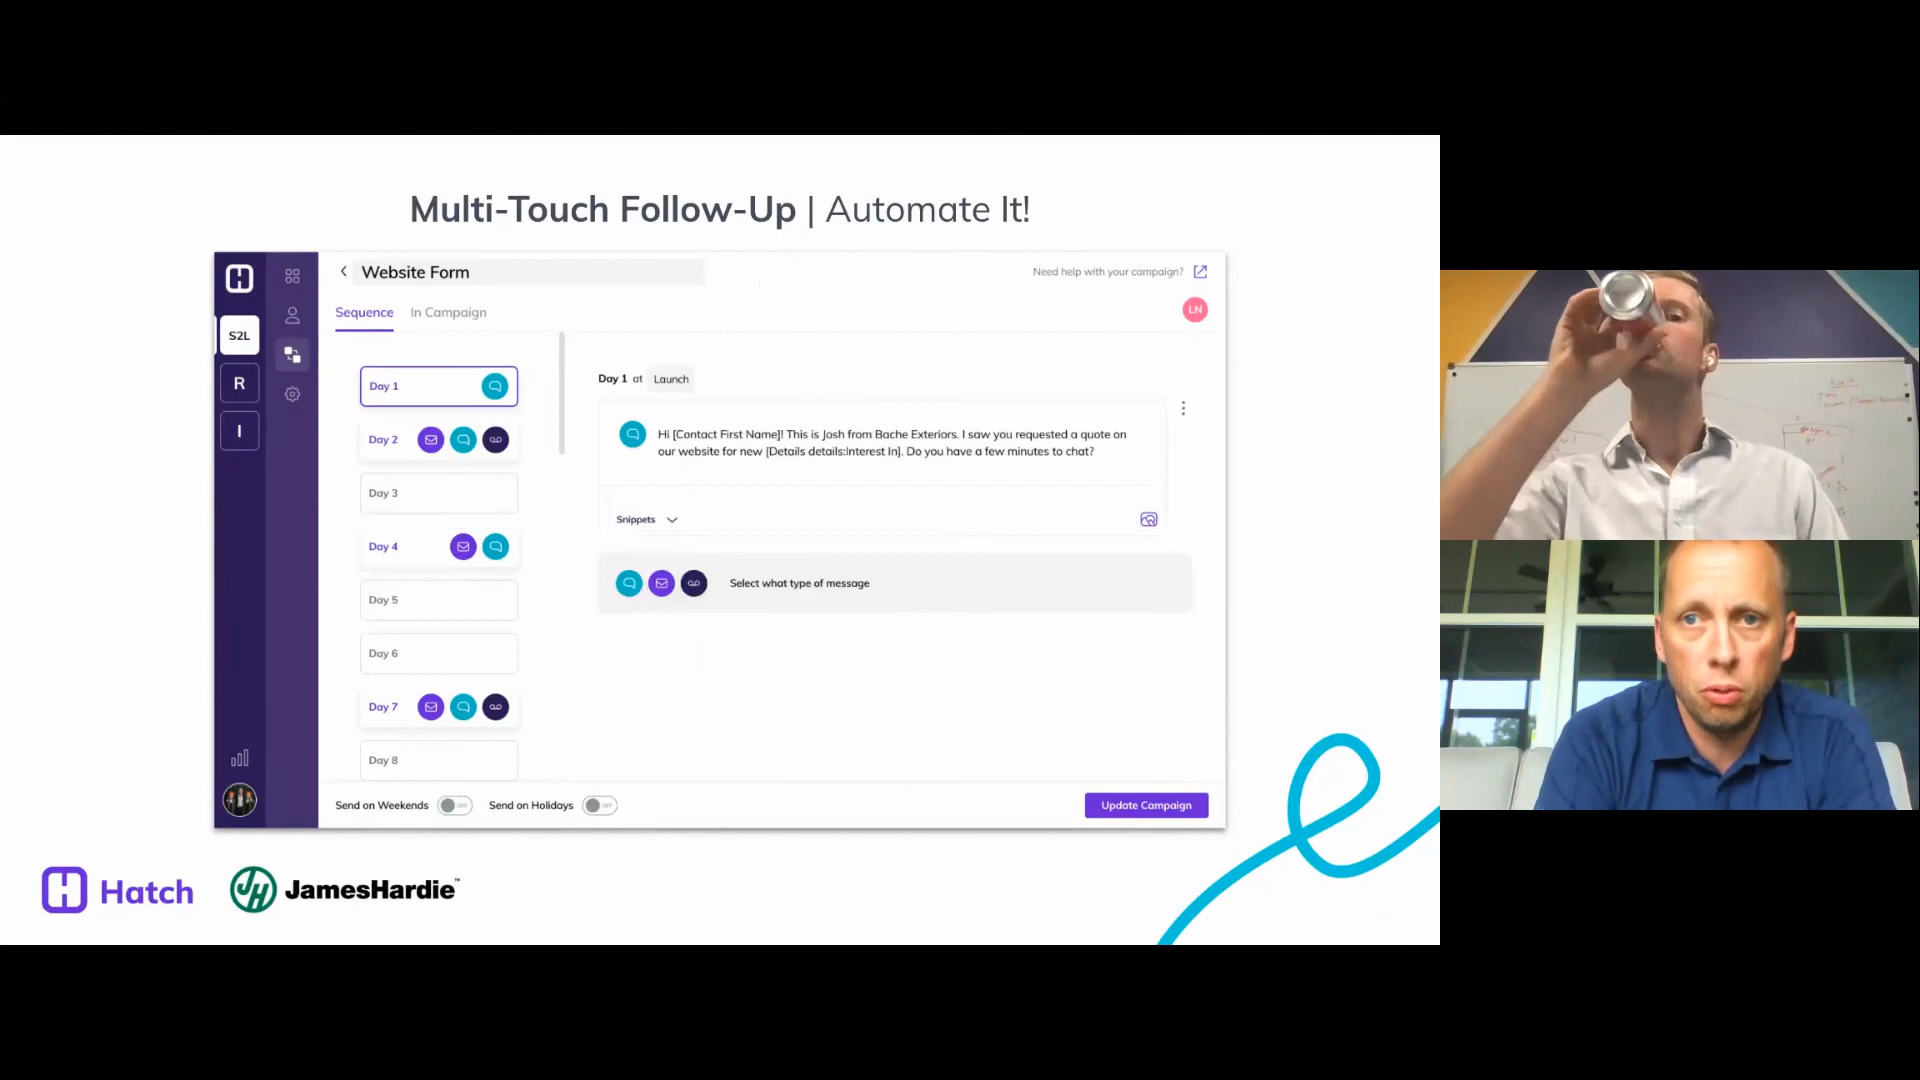 Multi-Touch Follow-Up | Automate It!
Website Form
Need help with your campaign?
Sequence
In Campaign
LN
S2L
R
I
Day 1
Day 2
Day 3
Day 4
Day 5
Day 6
Day 7
Day 8
Day 1 at Launch
Hi [Contact First Name]! This is Josh from Bache Exteriors. I saw you requested a quote on
our website for new [Details details:Interest In]. Do you have a few minutes to chat?
Snippets
Select what type of message
Send on Weekends OFF
Send on Holidays OFF
Update Campaign
Hatch
JH JamesHardie™